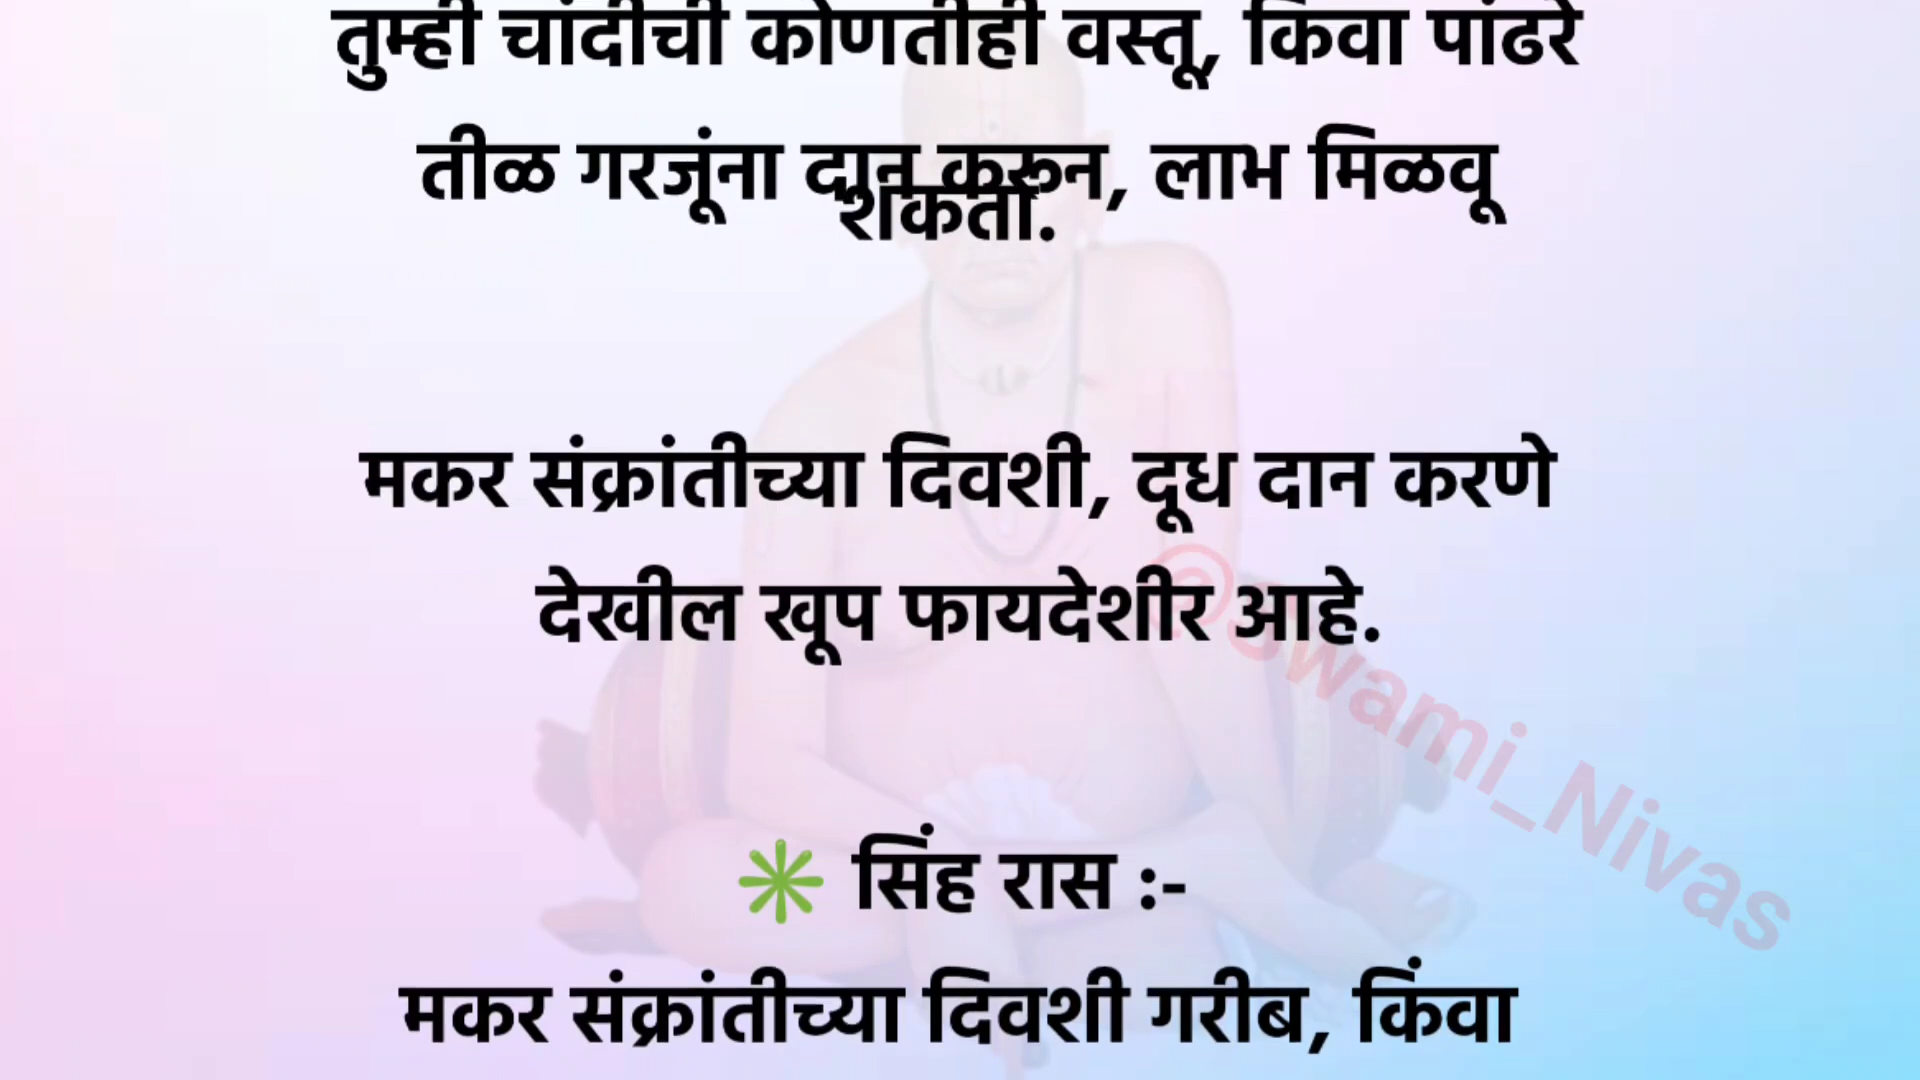 तुम्ही चांदीची कोणतीही वस्तू, किंवा पांढरे
तीळ गरजूंना दान करून, लाभ मिळवू
शकता.
मकर संक्रांतीच्या दिवशी, दूध दान करणे
देखील खूप फायदेशीर आहे.
@Swami_Nivas
✳️ सिंह रास :-
मकर संक्रांतीच्या दिवशी गरीब, किंवा